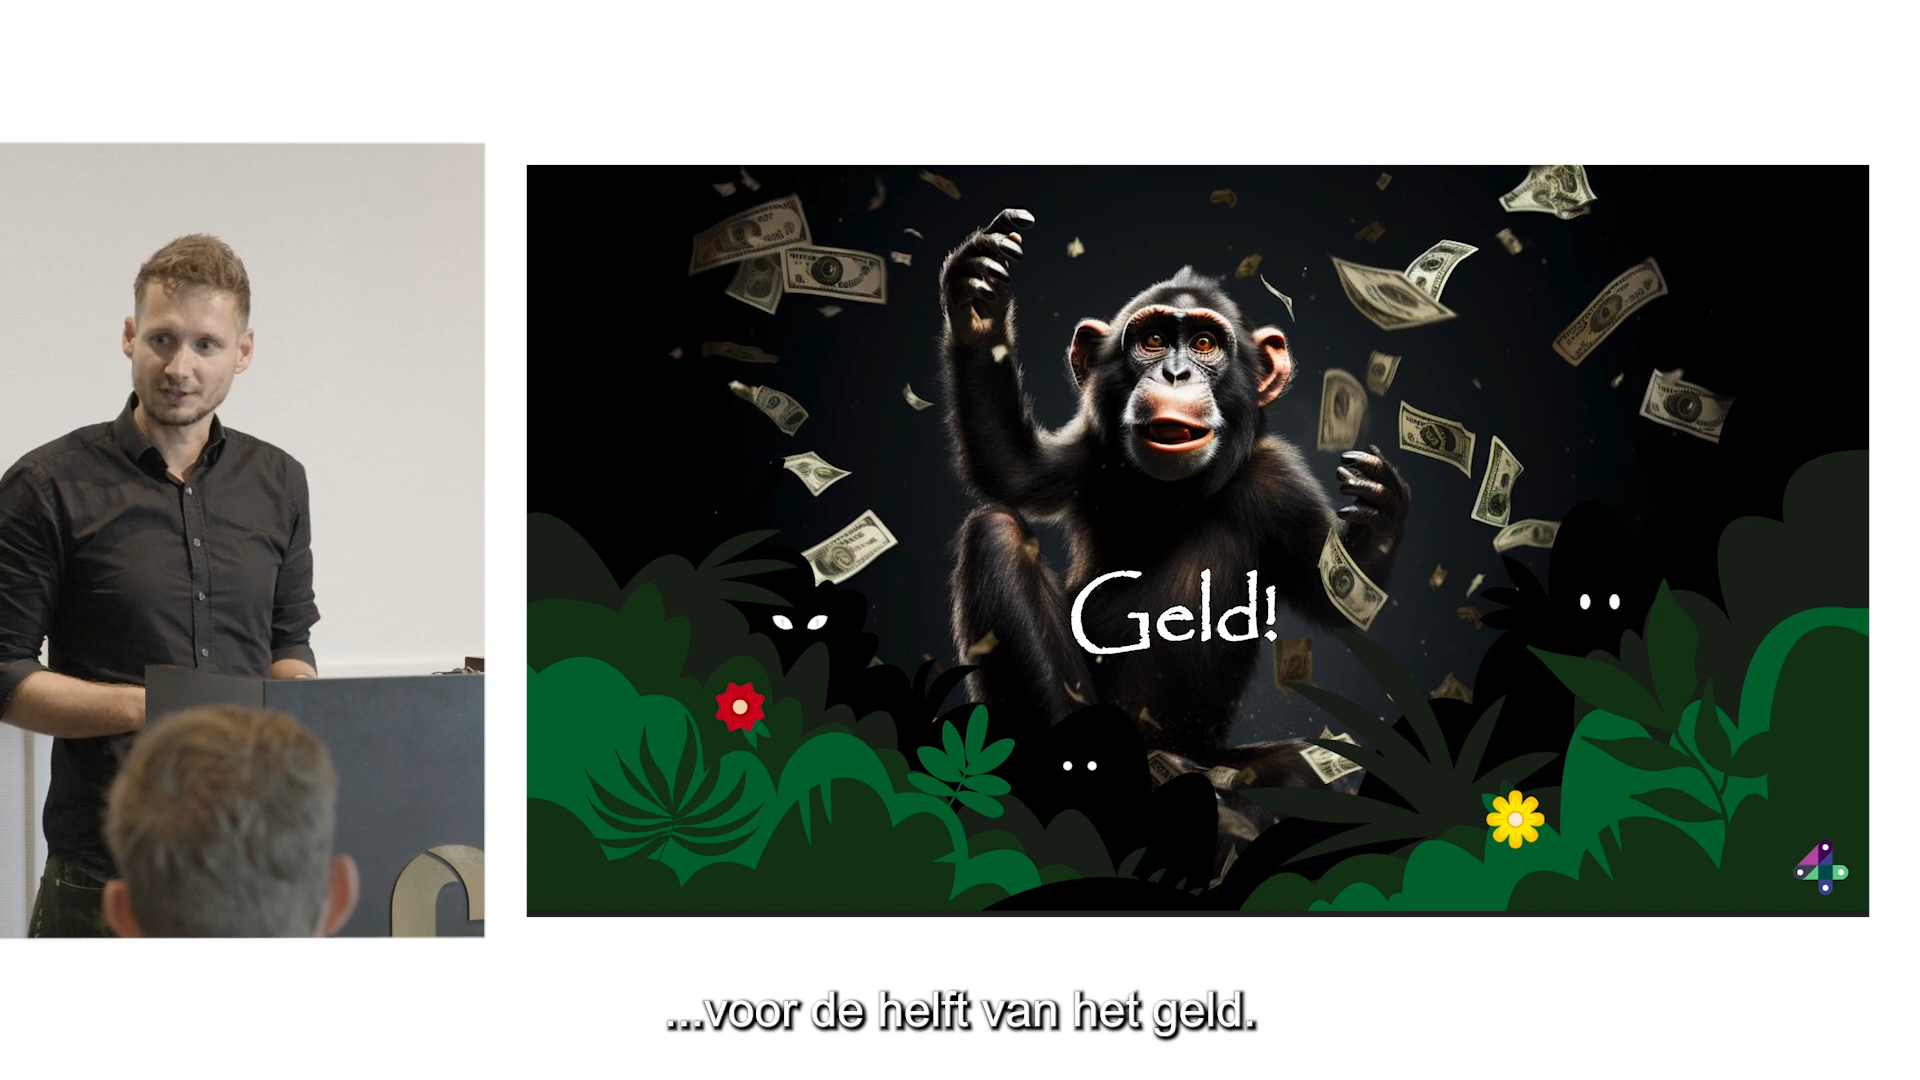 Geld!
...voor de helft van het geld.